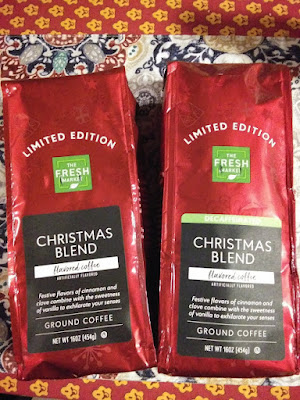 LIMITED EDITION
THE
FRESH
MARKET
CHRISTMAS
BLEND
flavored coffee
ARTIFICIALLY FLAVORED
Festive flavors of cinnamon and
clove combine with the sweetness
of vanilla to exhilarate your senses
GROUND COFFEE
NET WT 16OZ (454g)
LIMITED EDITION
THE
FRESH
MARKET
DECAFFEINATED
CHRISTMAS
BLEND
flavored coffee
ARTIFICIALLY FLAVORED
Festive flavors of cinnamon and
clove combine with the sweetness
of vanilla to exhilarate your senses
GROUND COFFEE
NET WT 16OZ (454g)